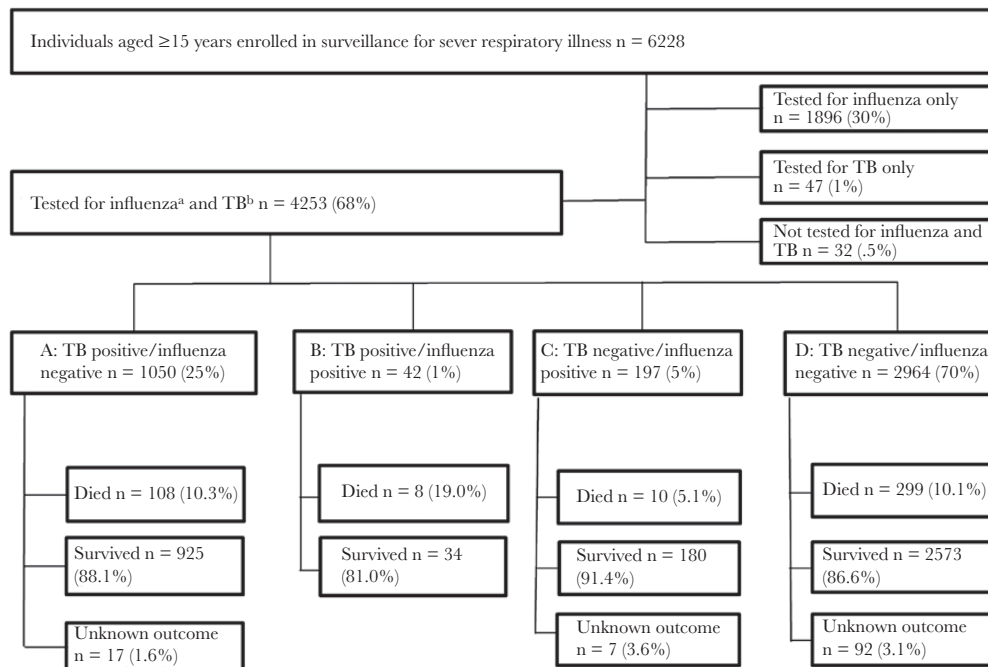 Individuals aged ≥15 years enrolled in surveillance for sever respiratory illness n = 6228
Tested for influenza only
n = 1896 (30%)
Tested for TB only
n = 47 (1%)
Tested for influenzaᵃ and TBᵇ n = 4253 (68%)
Not tested for influenza and
TB n = 32 (.5%)
A: TB positive/influenza
negative n = 1050 (25%)
B: TB positive/influenza
positive n = 42 (1%)
C: TB negative/influenza
positive n = 197 (5%)
D: TB negative/influenza
negative n = 2964 (70%)
Died n = 108 (10.3%)
Died n = 8 (19.0%)
Died n = 10 (5.1%)
Died n = 299 (10.1%)
Survived n = 925
(88.1%)
Survived n = 34
(81.0%)
Survived n = 180
(91.4%)
Survived n = 2573
(86.6%)
Unknown outcome
n = 17 (1.6%)
Unknown outcome
n = 7 (3.6%)
Unknown outcome
n = 92 (3.1%)